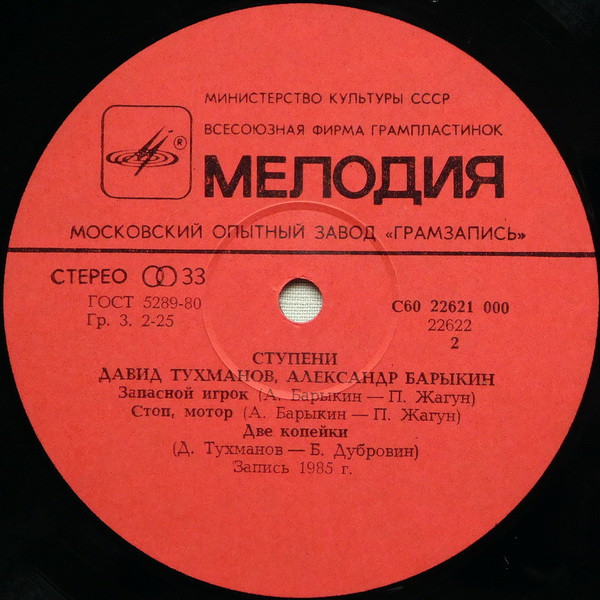 МИНИСТЕРСТВО КУЛЬТУРЫ СССР
ВСЕСОЮЗНАЯ ФИРМА ГРАМПЛАСТИНОК
®
МЕЛОДИЯ
МОСКОВСКИЙ ОПЫТНЫЙ ЗАВОД «ГРАМЗАПИСЬ»
СТЕРЕО 33
ГОСТ 5289-80
Гр. 3. 2-25
С60 22621 000
22622
2
СТУПЕНИ
ДАВИД ТУХМАНОВ, АЛЕКСАНДР БАРЫКИН
Запасной игрок (А. Барыкин — П. Жагун)
Стоп, мотор (А. Барыкин — П. Жагун)
Две копейки
(Д. Тухманов — Б. Дубровин)
Запись 1985 г.